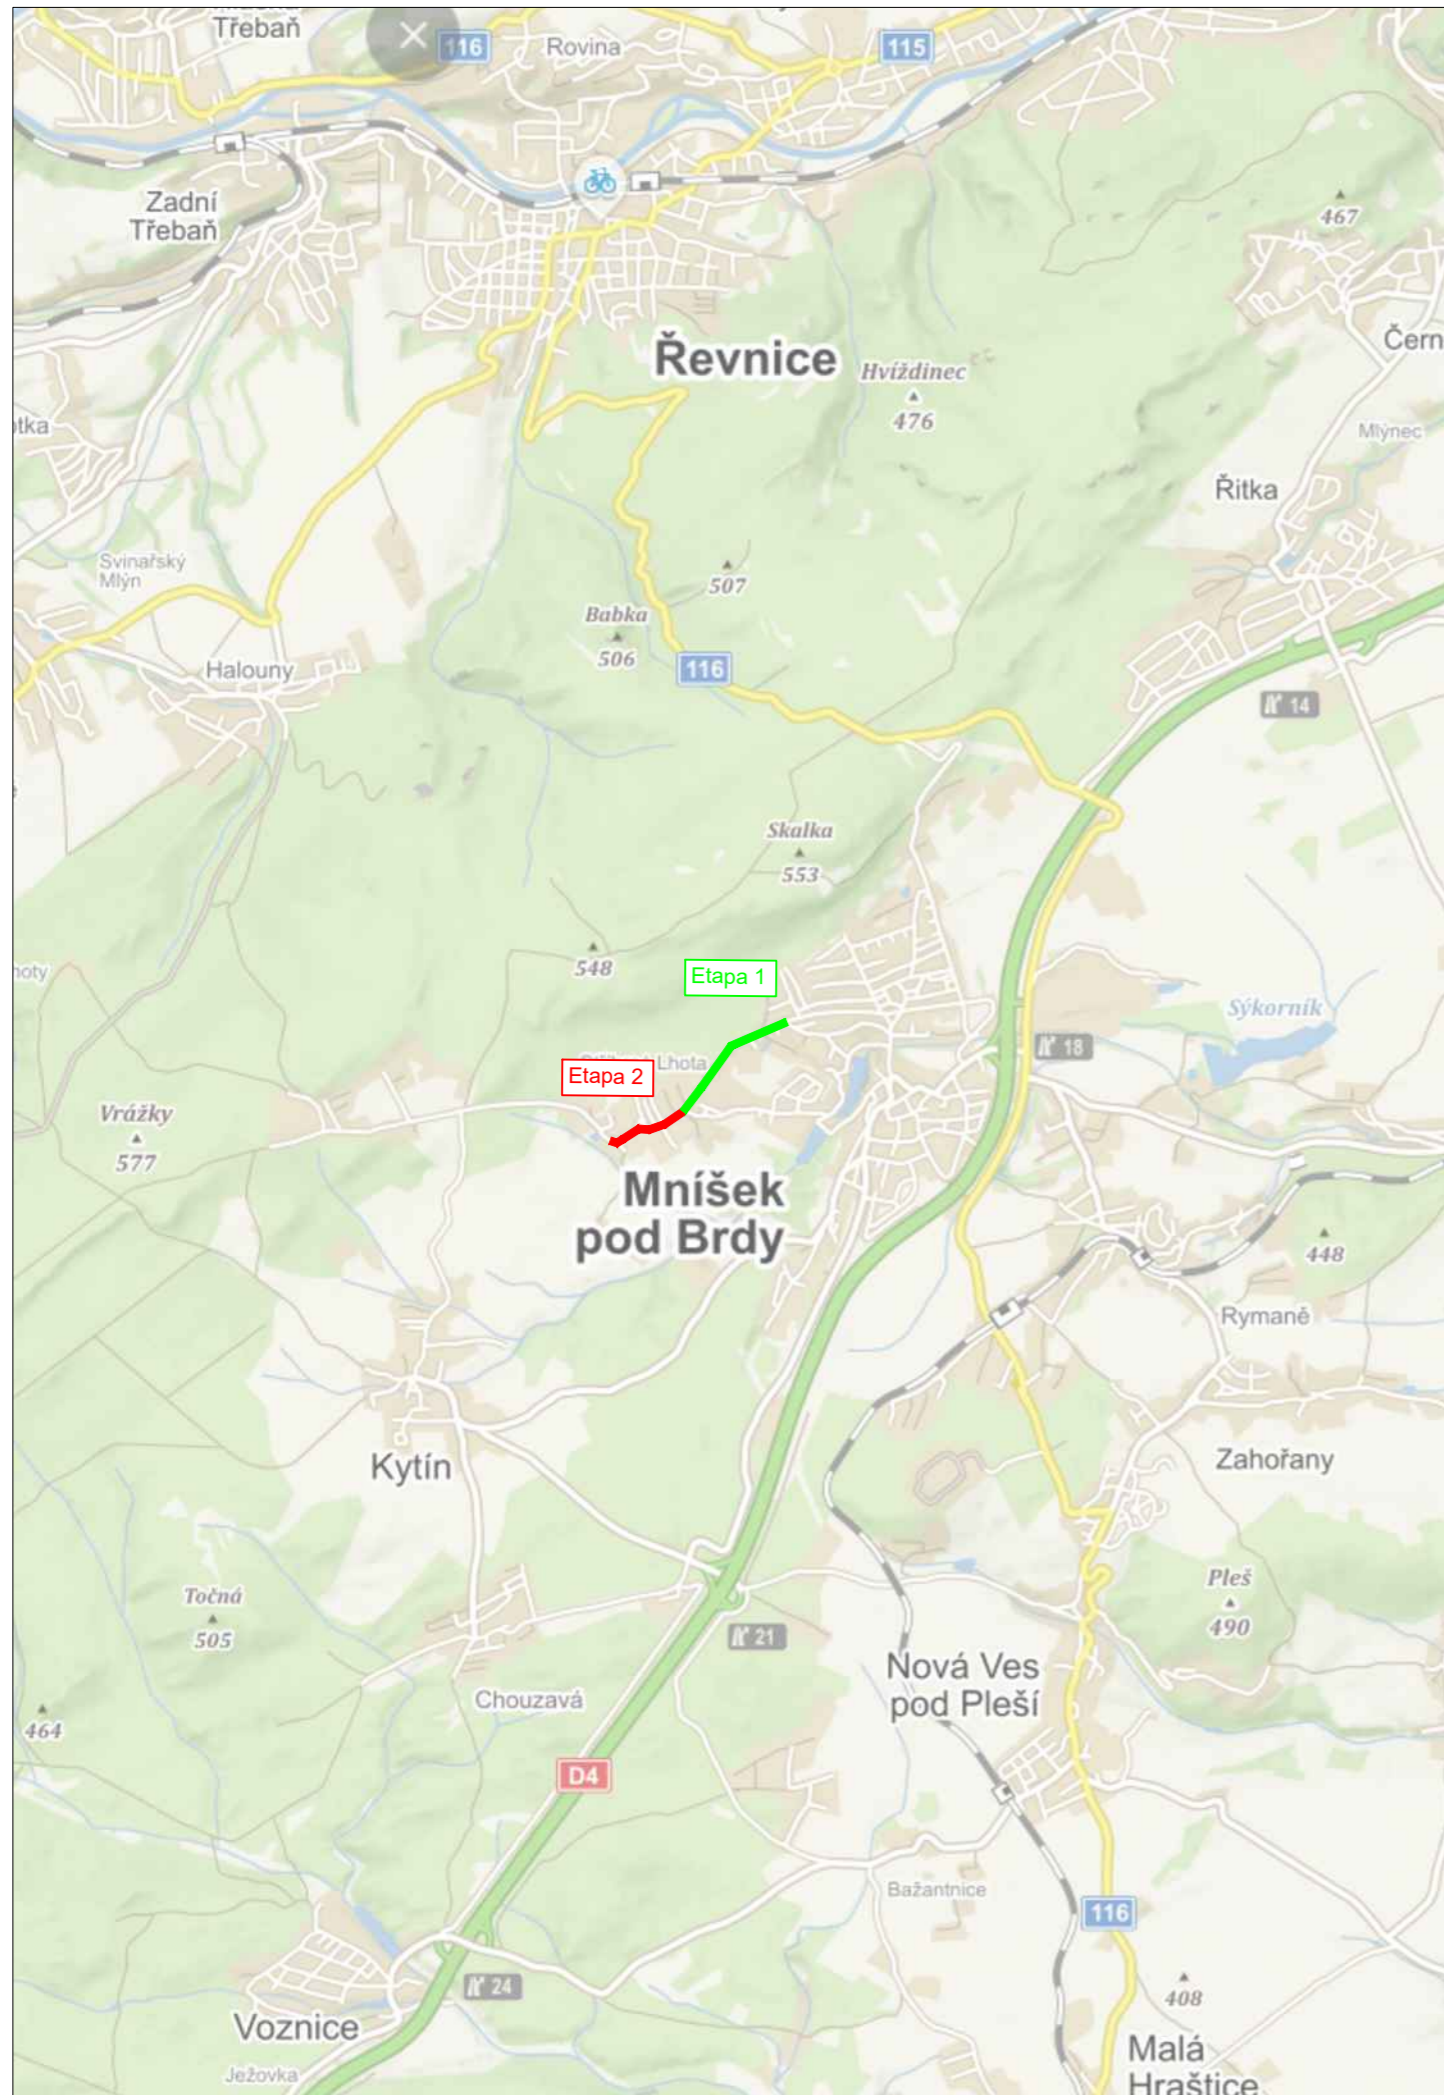 Třebaň
116
Rovina
115
Zadní
Třebaň
467
Řevnice
Hvíždinec
476
Čern
Mlýnec
Řitka
Svinařský
Mlýn
507
Babka
506
116
Halouny
14
Skalka
553
548
Etapa 1
Sýkorník
18
Lhota
Etapa 2
Vrážky
577
Mníšek
pod Brdy
448
Rymaně
Kytín
Zahořany
Točná
505
Pleš
490
21
Nová Ves
pod Pleší
Chouzavá
464
D4
Bažantnice
116
24
408
Voznice
Malá
Hraštice
Ježovka